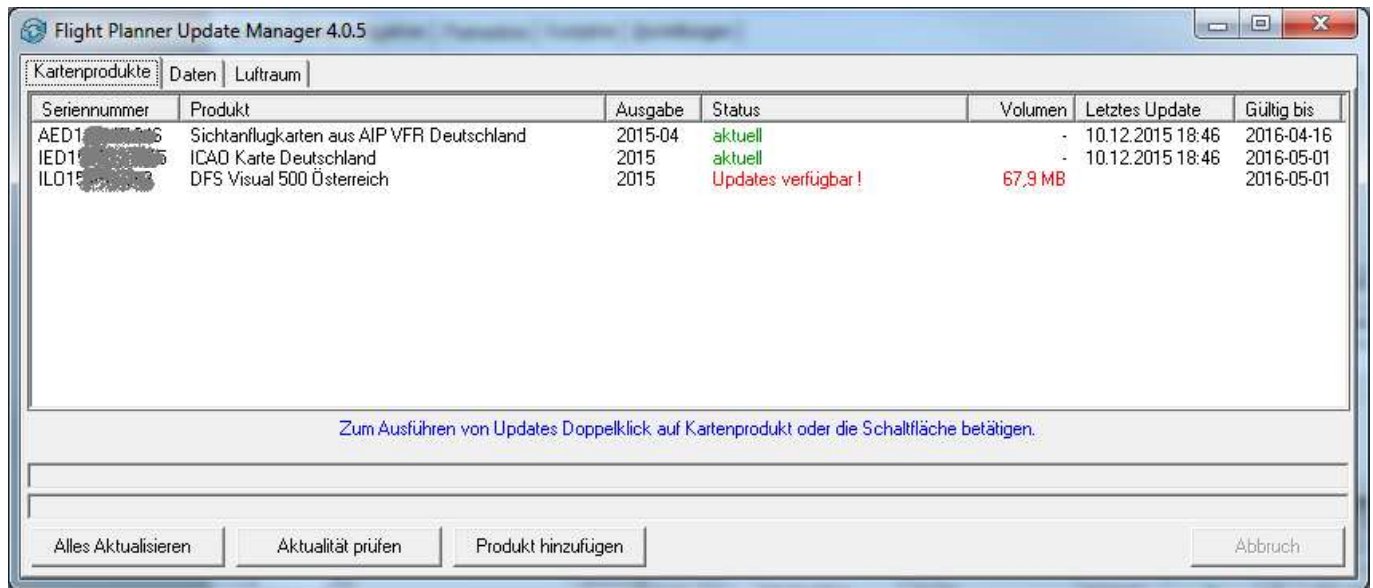 Flight Planner Update Manager 4.0.5
Kartenprodukte Daten Luftraum
Seriennummer Produkt Ausgabe Status Volumen Letztes Update Gültig bis
Sichtanflugkarten aus AIP VFR Deutschland 2015-04 aktuell - 10.12.2015 18:46 2016-04-16
ICAO Karte Deutschland 2015 aktuell - 10.12.2015 18:46 2016-05-01
DFS Visual 500 Österreich 2015 Updates verfügbar ! 67,9 MB 2016-05-01
Zum Ausführen von Updates Doppelklick auf Kartenprodukt oder die Schaltfläche betätigen.
Alles Aktualisieren Aktualität prüfen Produkt hinzufügen Abbruch